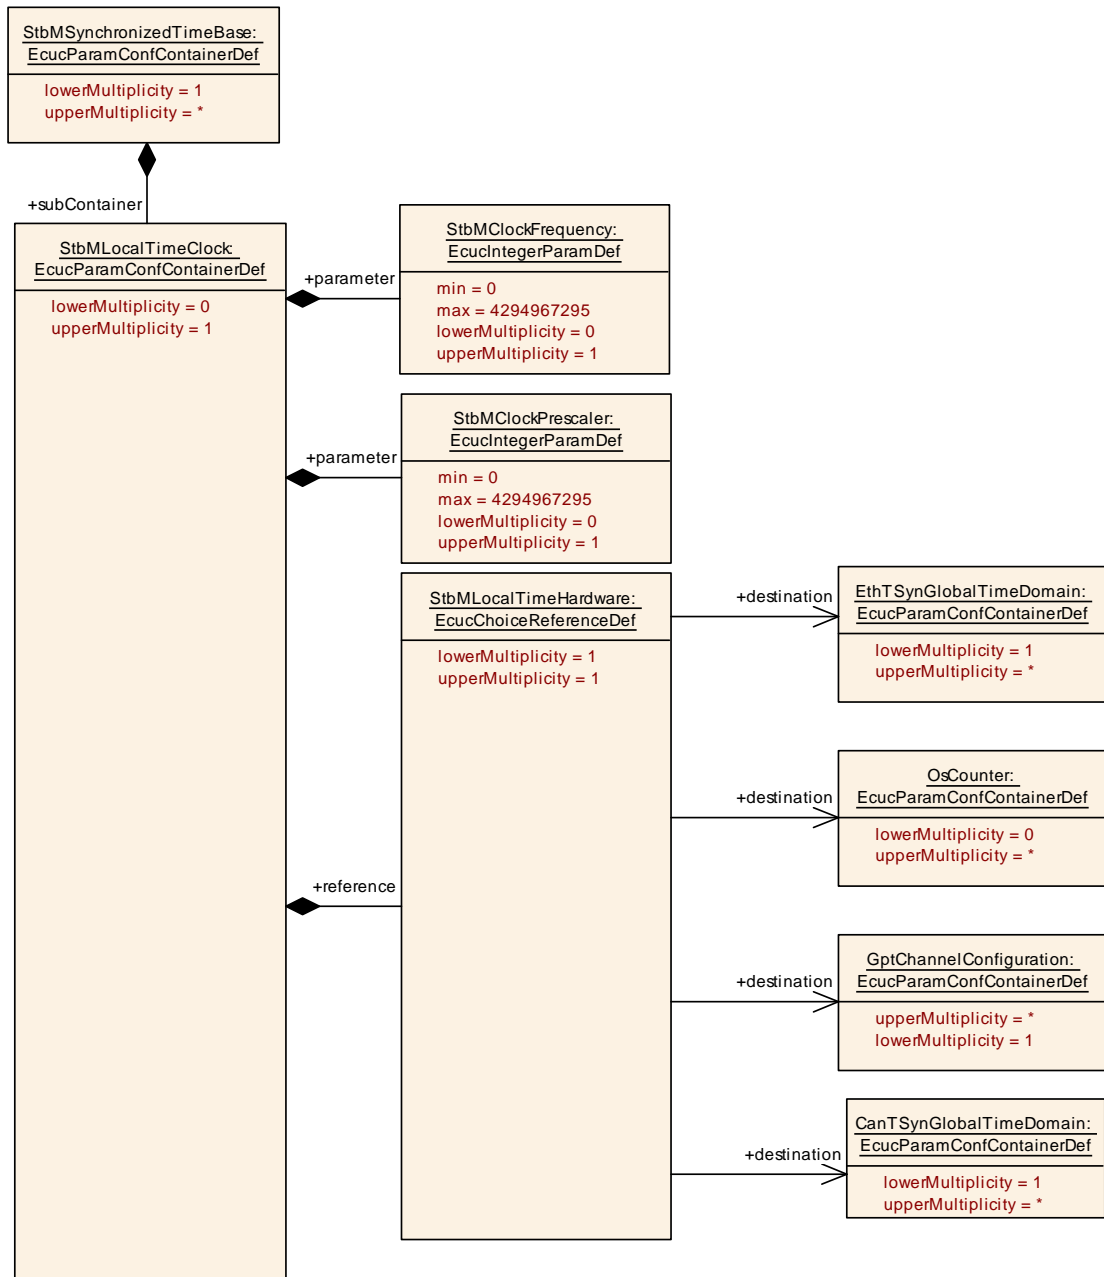 StbMSynchronizedTimeBase:
EcucParamConfContainerDef
lowerMultiplicity = 1
upperMultiplicity = *
+subContainer
StbMLocalTimeClock:
EcucParamConfContainerDef
lowerMultiplicity = 0
upperMultiplicity = 1
+parameter
StbMClockFrequency:
EcucIntegerParamDef
min = 0
max = 4294967295
lowerMultiplicity = 0
upperMultiplicity = 1
+parameter
StbMClockPrescaler:
EcucIntegerParamDef
min = 0
max = 4294967295
lowerMultiplicity = 0
upperMultiplicity = 1
+reference
StbMLocalTimeHardware:
EcucChoiceReferenceDef
lowerMultiplicity = 1
upperMultiplicity = 1
+destination
EthTSynGlobalTimeDomain:
EcucParamConfContainerDef
lowerMultiplicity = 1
upperMultiplicity = *
+destination
OsCounter:
EcucParamConfContainerDef
lowerMultiplicity = 0
upperMultiplicity = *
+destination
GptChannelConfiguration:
EcucParamConfContainerDef
upperMultiplicity = *
lowerMultiplicity = 1
+destination
CanTSynGlobalTimeDomain:
EcucParamConfContainerDef
lowerMultiplicity = 1
upperMultiplicity = *